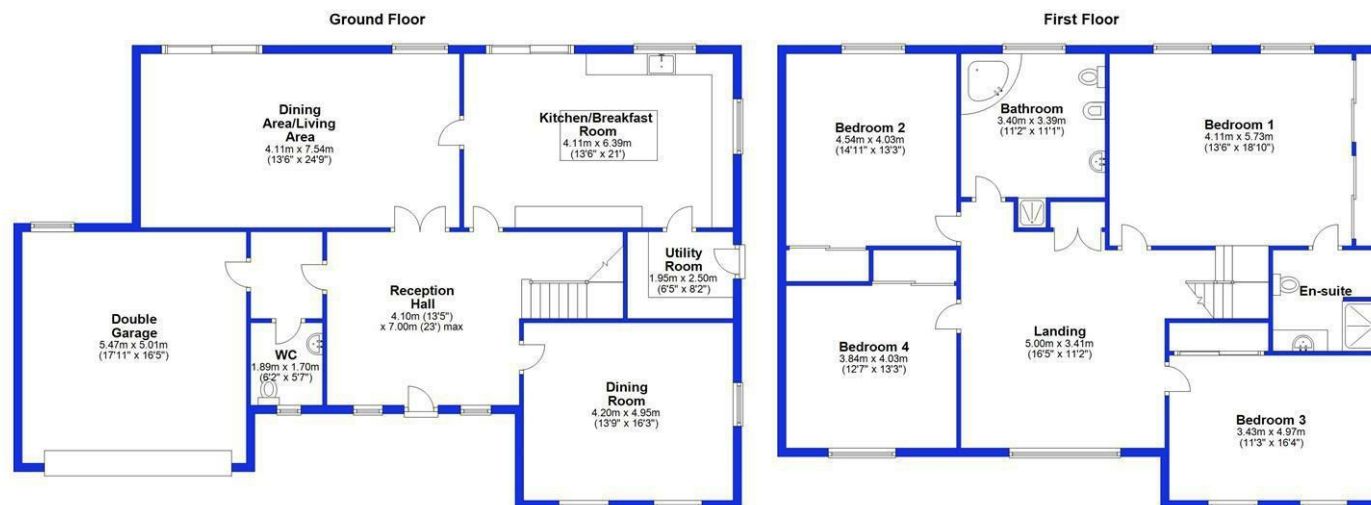 Ground Floor
Dining
Area/Living
Area
4.11m x 7.54m
(13'6" x 24'9")
Kitchen/Breakfast
Room
4.11m x 6.39m
(13'6" x 21')
Utility
Room
1.95m x 2.50m
(6'5" x 8'2")
Reception
Hall
4.10m (13'5")
x 7.00m (23') max
Double
Garage
5.47m x 5.01m
(17'11" x 16'5")
WC
1.89m x 1.70m
(6'2" x 5'7")
Dining
Room
4.20m x 4.95m
(13'9" x 16'3")
First Floor
Bedroom 2
4.54m x 4.03m
(14'11" x 13'3")
Bathroom
3.40m x 3.39m
(11'2" x 11'1")
Bedroom 1
4.11m x 5.73m
(13'6" x 18'10")
En-suite
Landing
5.00m x 3.41m
(16'5" x 11'2")
Bedroom 4
3.84m x 4.03m
(12'7" x 13'3")
Bedroom 3
3.43m x 4.97m
(11'3" x 16'4")